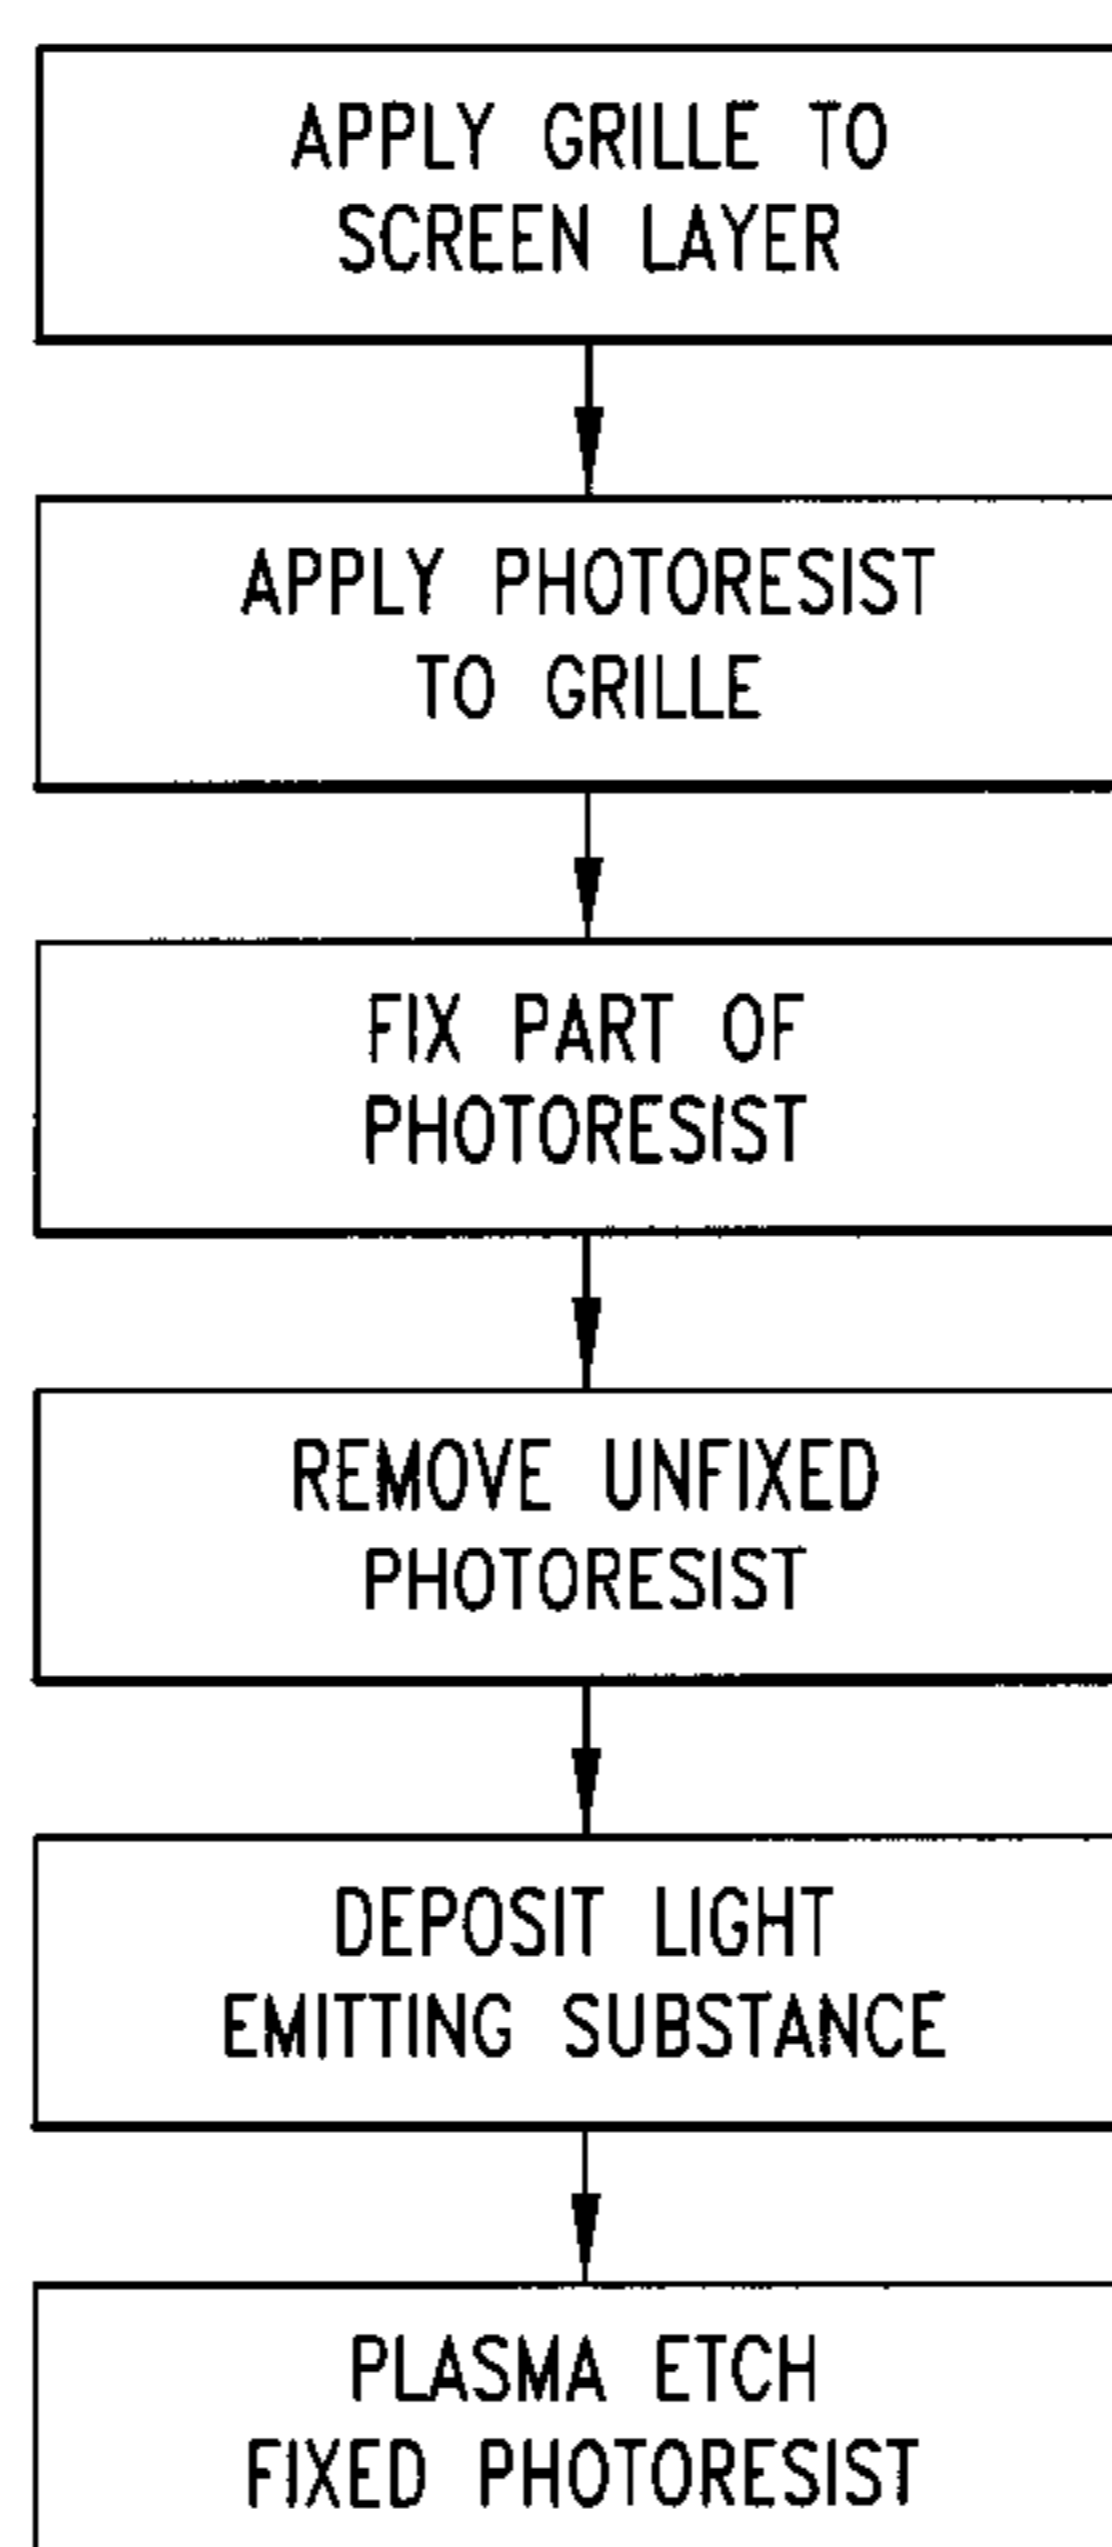 APPLY GRILLE TO
SCREEN LAYER
APPLY PHOTORESIST
TO GRILLE
FIX PART OF
PHOTORESIST
REMOVE UNFIXED
PHOTORESIST
DEPOSIT LIGHT
EMITTING SUBSTANCE
PLASMA ETCH
FIXED PHOTORESIST